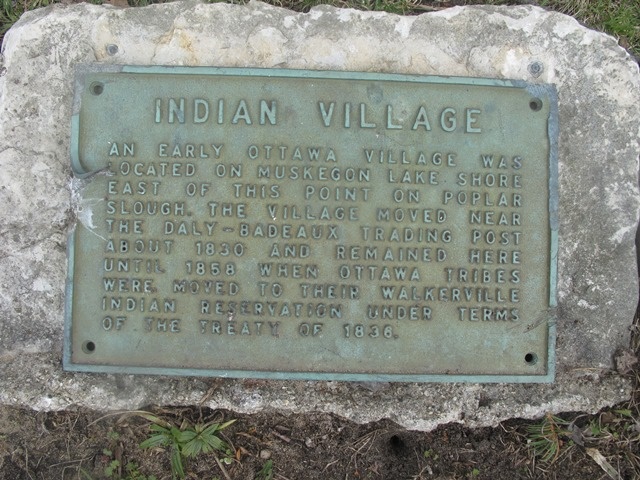 INDIAN VILLAGE
AN EARLY OTTAWA VILLAGE WAS
LOCATED ON MUSKEGON LAKE SHORE
EAST OF THIS POINT ON POPLAR
SLOUGH. THE VILLAGE MOVED NEAR
THE DALY-BADEAUX TRADING POST
ABOUT 1830 AND REMAINED HERE
UNTIL 1858 WHEN OTTAWA TRIBES
WERE MOVED TO THEIR WALKERVILLE
INDIAN RESERVATION UNDER TERMS
OF THE TREATY OF 1836.